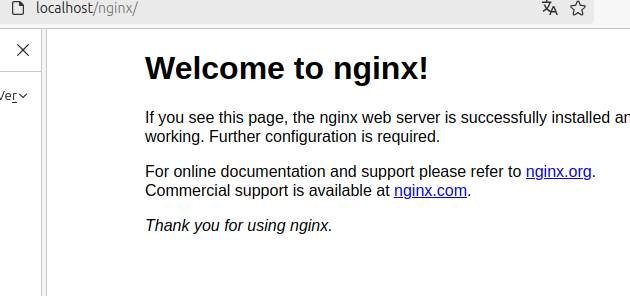 localhost/nginx/
Ver
Welcome to nginx!
If you see this page, the nginx web server is successfully installed an
working. Further configuration is required.
For online documentation and support please refer to nginx.org.
Commercial support is available at nginx.com.
Thank you for using nginx.